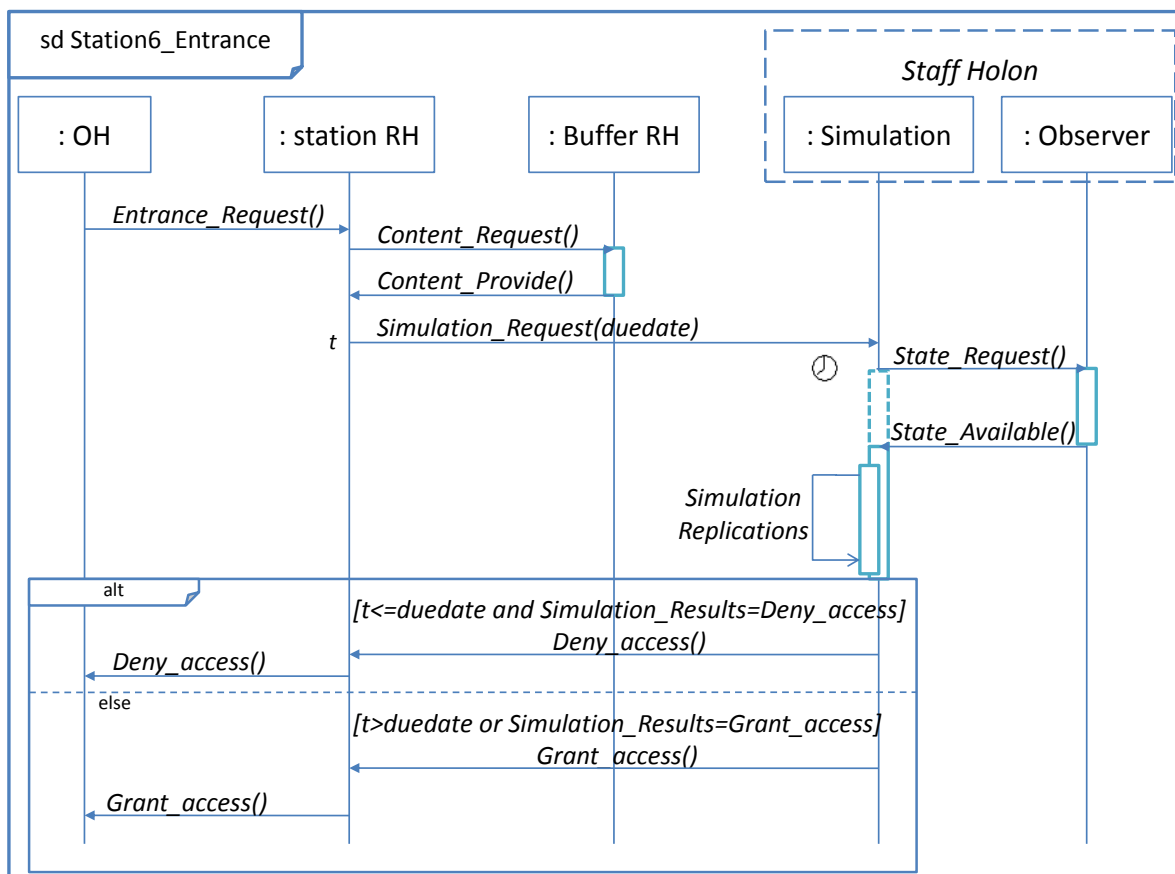 sd Station6_Entrance
Staff Holon
: OH
: station RH
: Buffer RH
: Simulation
: Observer
Entrance_Request()
Content_Request()
Content_Provide()
t
Simulation_Request(duedate)
State_Request()
State_Available()
Simulation
Replications
alt
[t<=duedate and Simulation_Results=Deny_access]
Deny_access()
Deny_access()
else
[t>duedate or Simulation_Results=Grant_access]
Grant_access()
Grant_access()